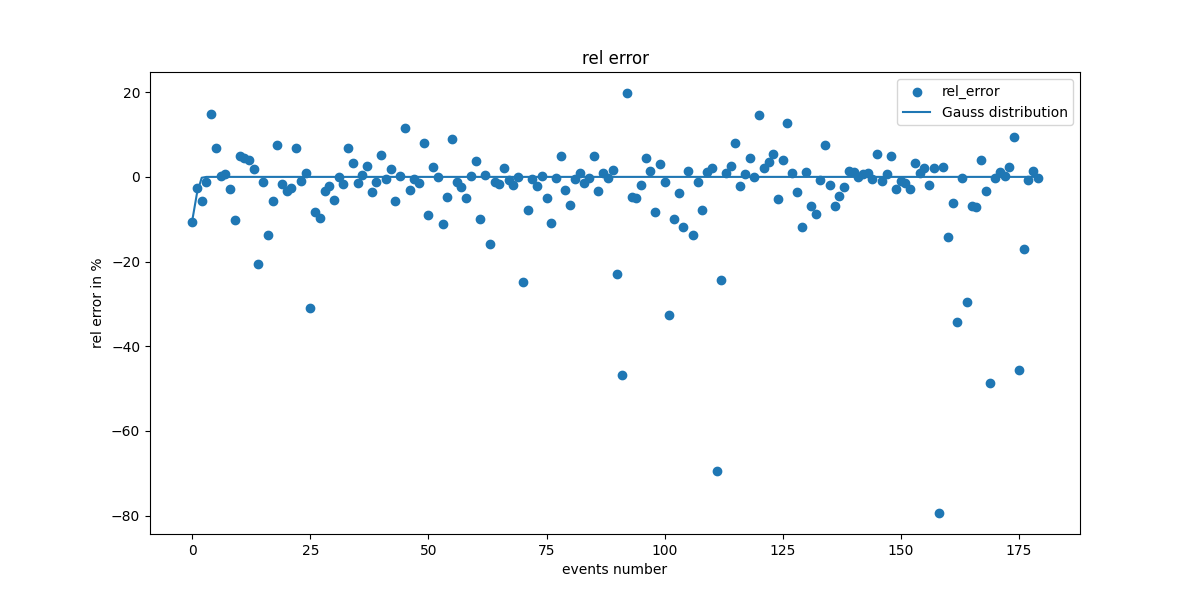 rel error
rel_error
Gauss distribution
rel error in %
20
0
−20
−40
−60
−80
0 25 50 75 100 125 150 175
events number